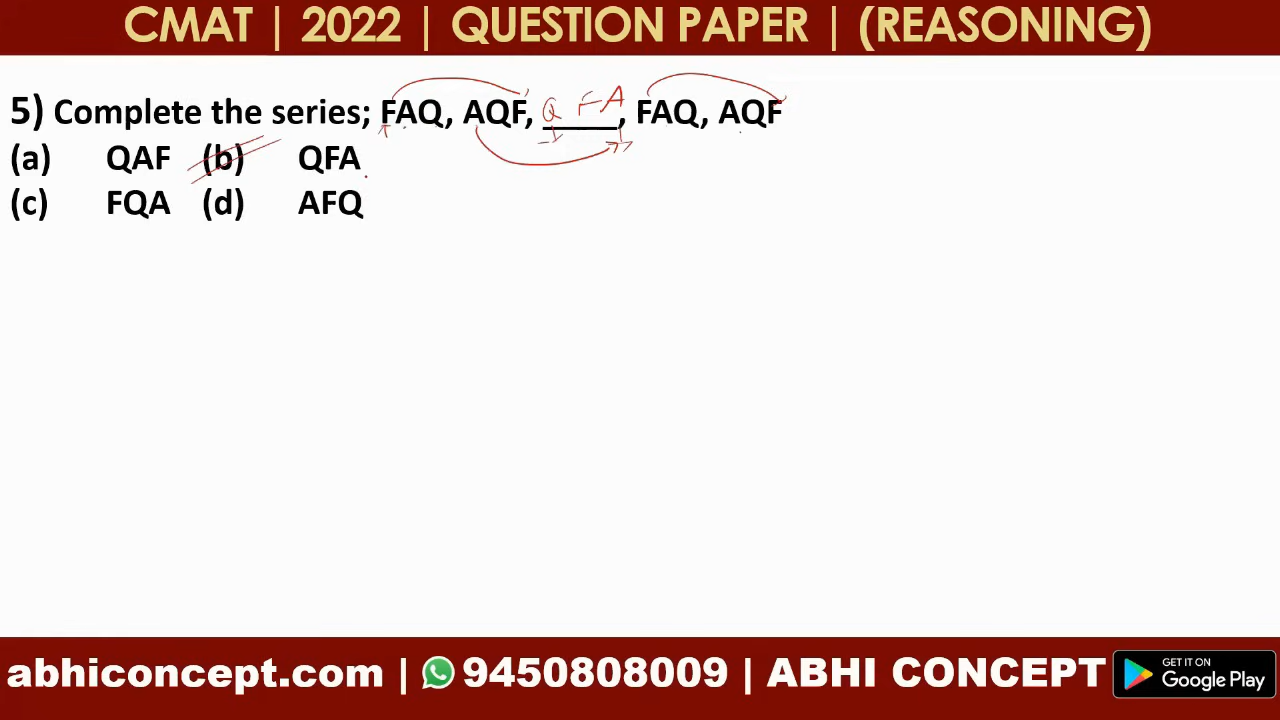 CMAT | 2022 | QUESTION PAPER | (REASONING)
5) Complete the series; FAQ, AQF, Q FA, FAQ, AQF
(a) QAF (b) QFA
(c) FQA (d) AFQ
abhiconcept.com | 9450808009 | ABHI CONCEPT GET IT ON Google Play